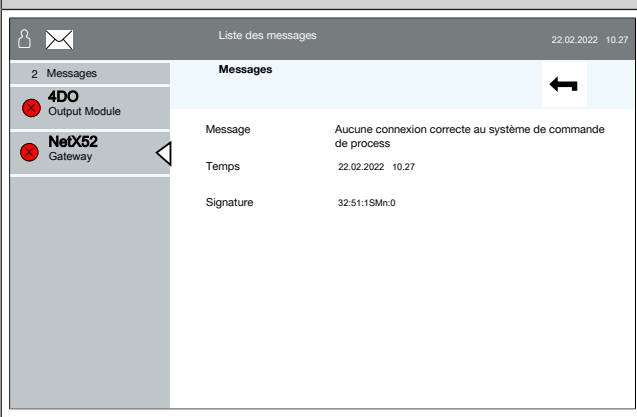 Liste des messages
22.02.2022 10.27
2 Messages
4DO
Output Module
NetX52
Gateway
Messages
Message
Aucune connexion correcte au système de commande
de process
Temps
22.02.2022 10.27
Signature
32:51:1SMn:0